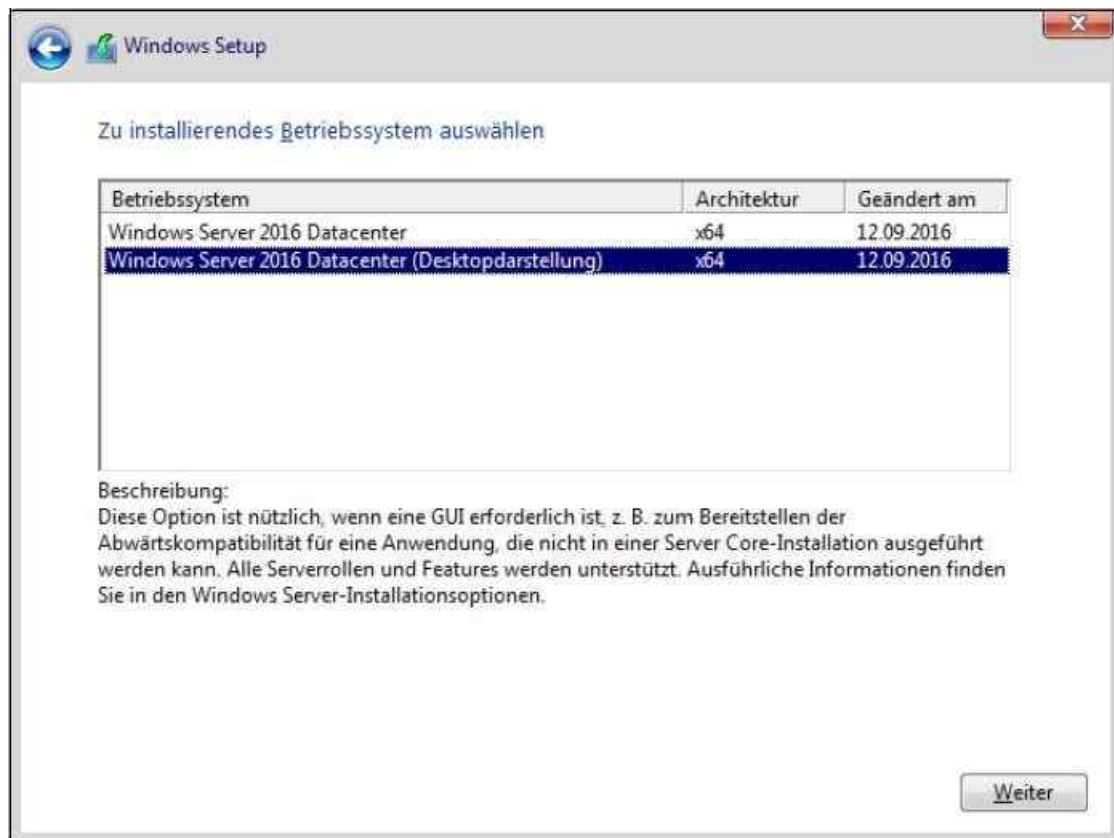 Windows Setup
Zu installierendes Betriebssystem auswählen
Betriebssystem Architektur Geändert am
Windows Server 2016 Datacenter x64 12.09.2016
Windows Server 2016 Datacenter (Desktopdarstellung) x64 12.09.2016
Beschreibung:
Diese Option ist nützlich, wenn eine GUI erforderlich ist, z. B. zum Bereitstellen der
Abwärtskompatibilität für eine Anwendung, die nicht in einer Server Core-Installation ausgeführt
werden kann. Alle Serverrollen und Features werden unterstützt. Ausführliche Informationen finden
Sie in den Windows Server-Installationsoptionen.
Weiter